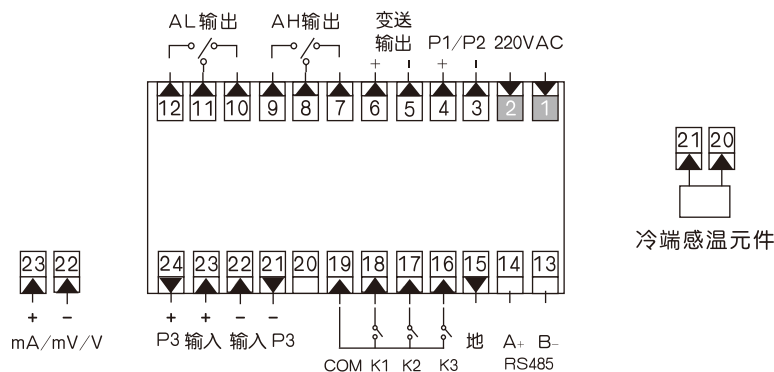 AL输出 AH输出 变送
输出 P1/P2 220VAC
+ - + -
12 11 10 9 8 7 6 5 4 3 2 1
21 20
冷端感温元件
23 22 24 23 22 21 20 19 18 17 16 15 14 13
+ - + + - -
mA/mV/V P3 输入 输入 P3 地 A+ B-
COM K1 K2 K3 RS485